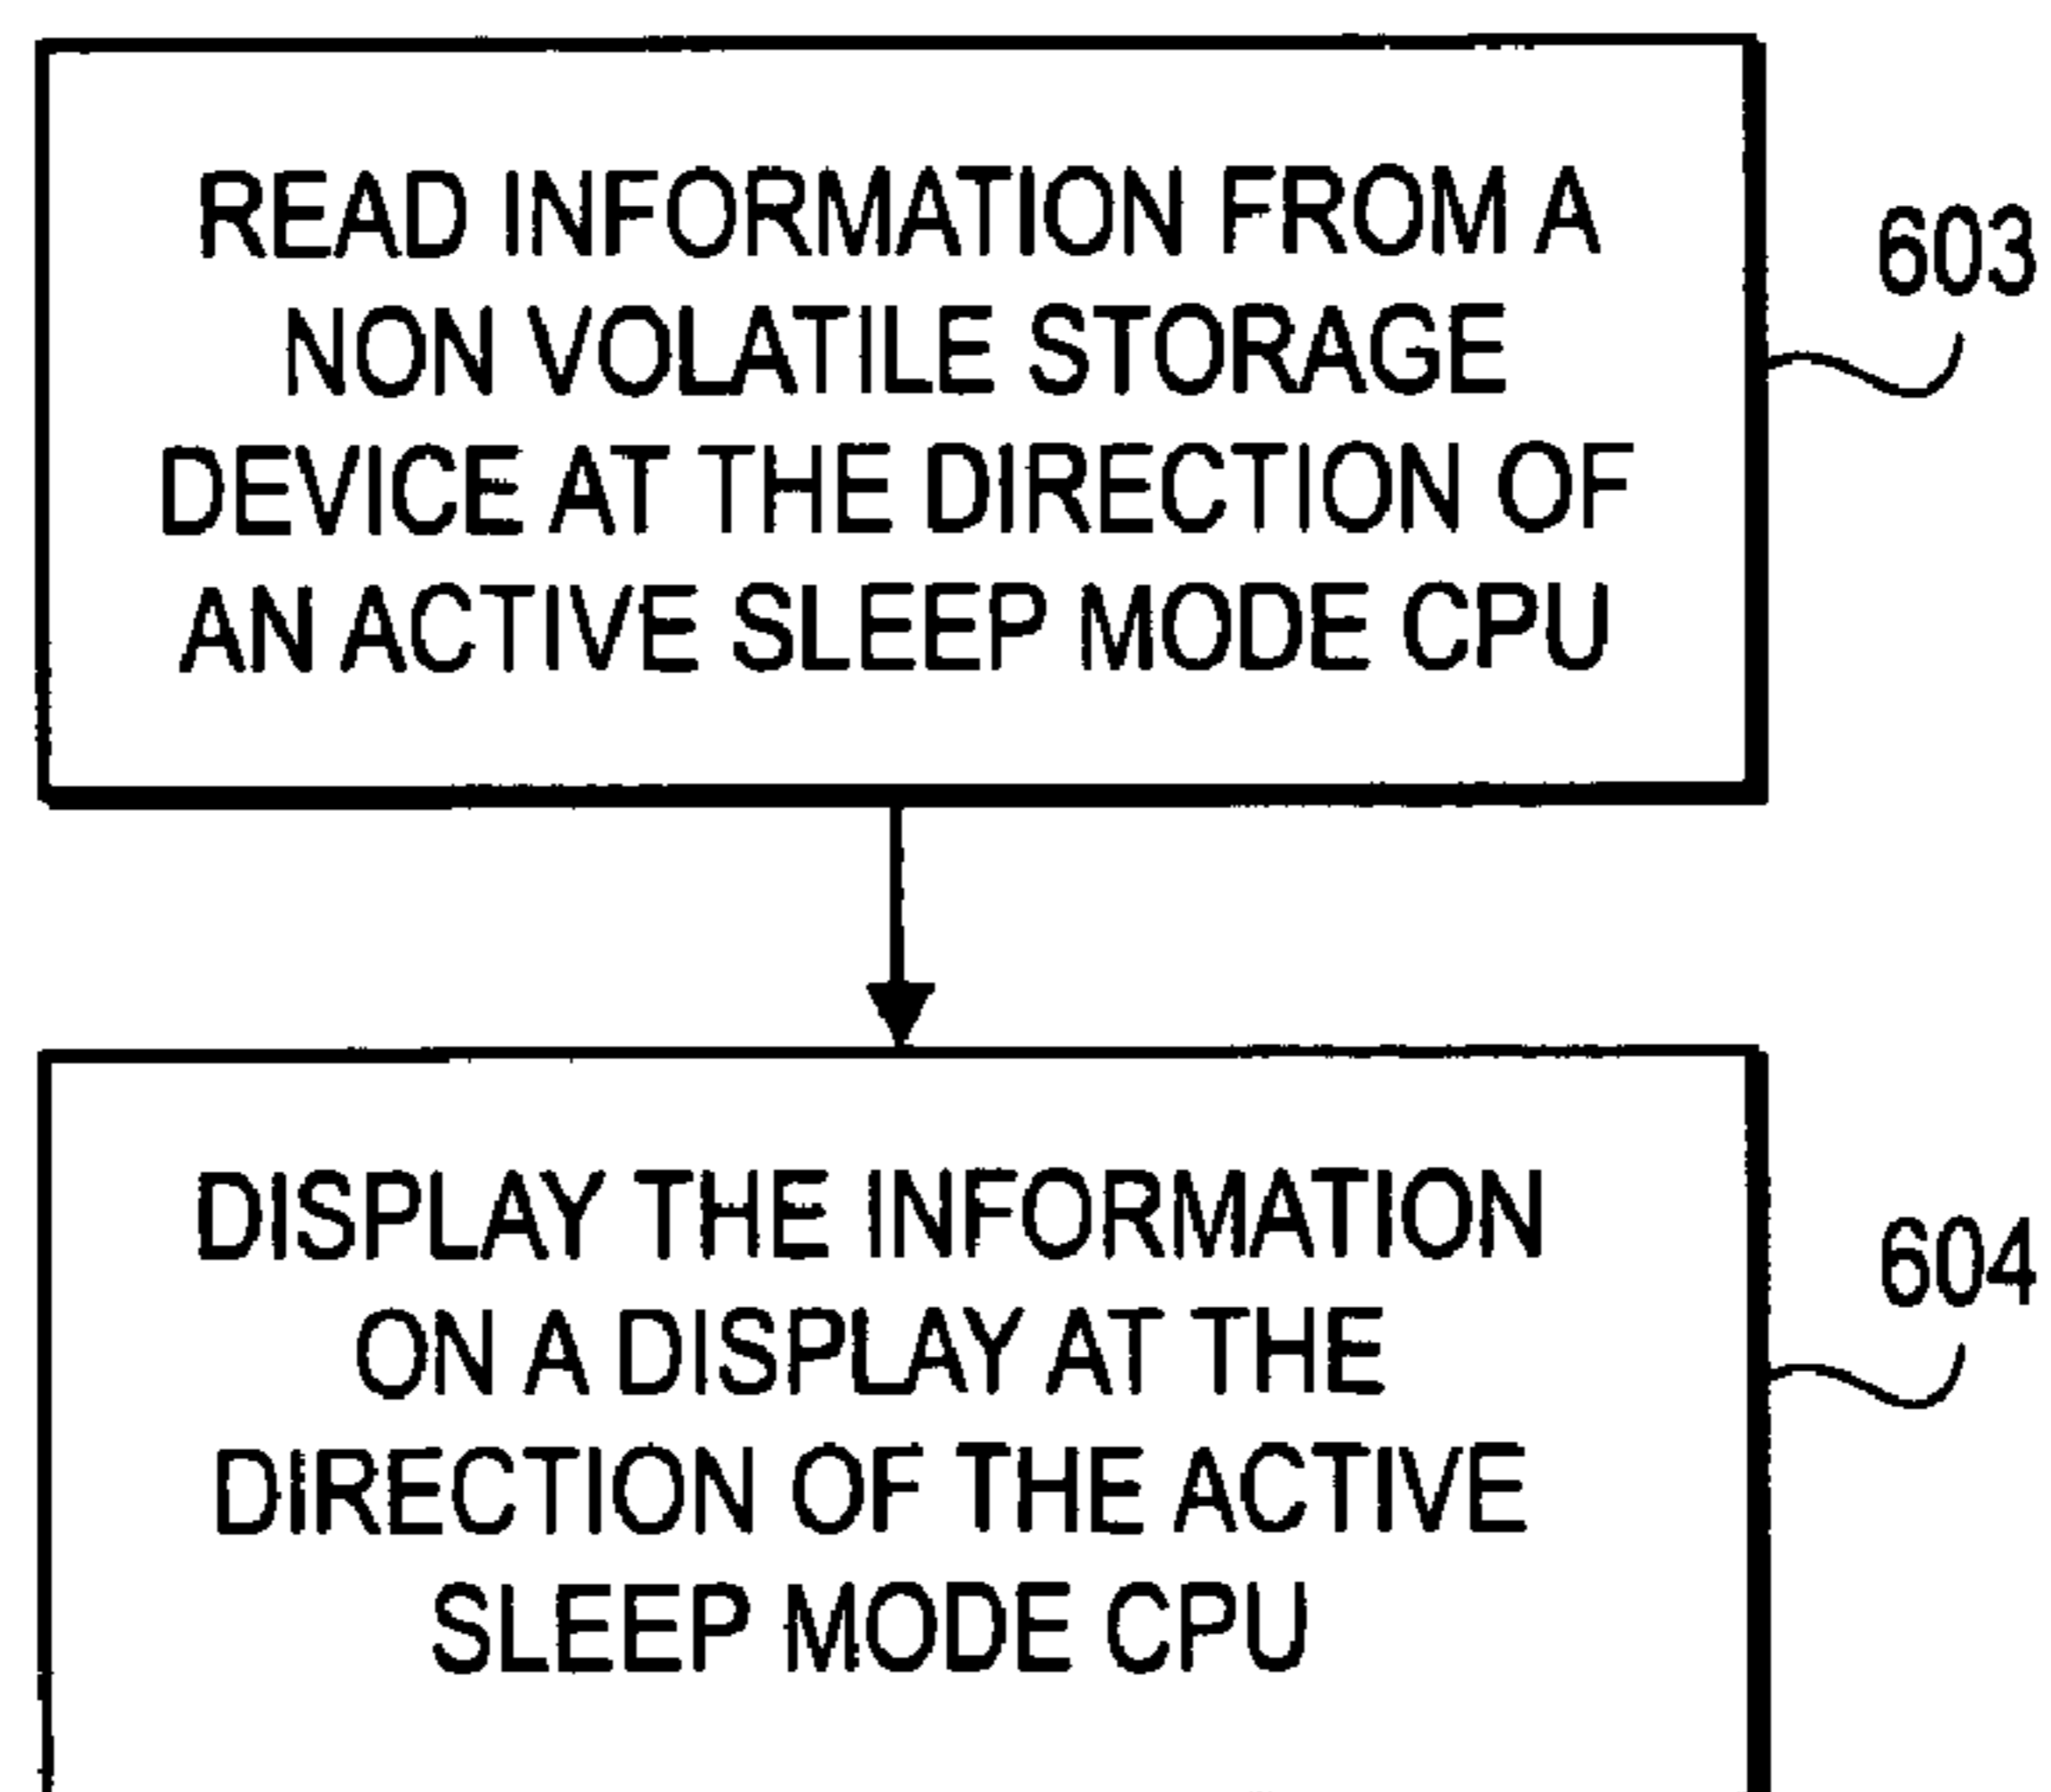 READ INFORMATION FROM A
NON VOLATILE STORAGE
DEVICE AT THE DIRECTION OF
AN ACTIVE SLEEP MODE CPU
603
DISPLAY THE INFORMATION
ON A DISPLAY AT THE
DIRECTION OF THE ACTIVE
SLEEP MODE CPU
604